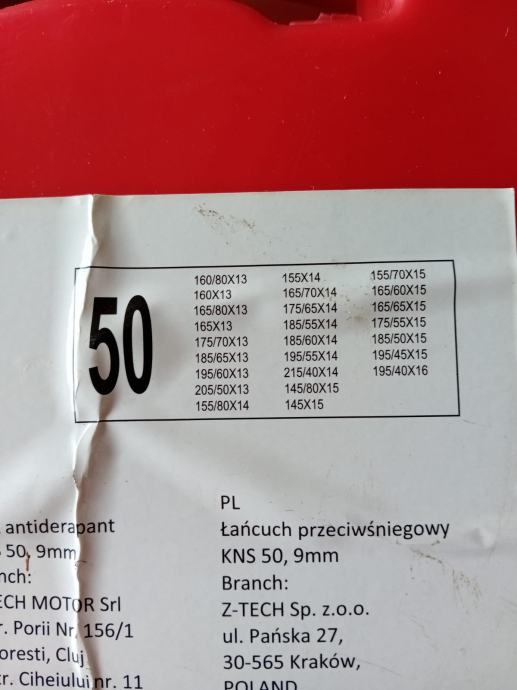 50
160/80X13
160X13
165/80X13
165X13
175/70X13
185/65X13
195/60X13
205/50X13
155/80X14
155X14
165/70X14
175/65X14
185/55X14
185/60X14
195/55X14
215/40X14
145/80X15
145X15
155/70X15
165/60X15
165/65X15
175/55X15
185/50X15
195/45X15
195/40X16
antiderapant
50, 9mm
nch:
ECH MOTOR Srl
r. Porii Nr. 156/1
oresti, Cluj
tr. Ciheiului nr. 11
PL
Łańcuch przeciwśniegowy
KNS 50, 9mm
Branch:
Z-TECH Sp. z.o.o.
ul. Pańska 27,
30-565 Kraków,
POLAND